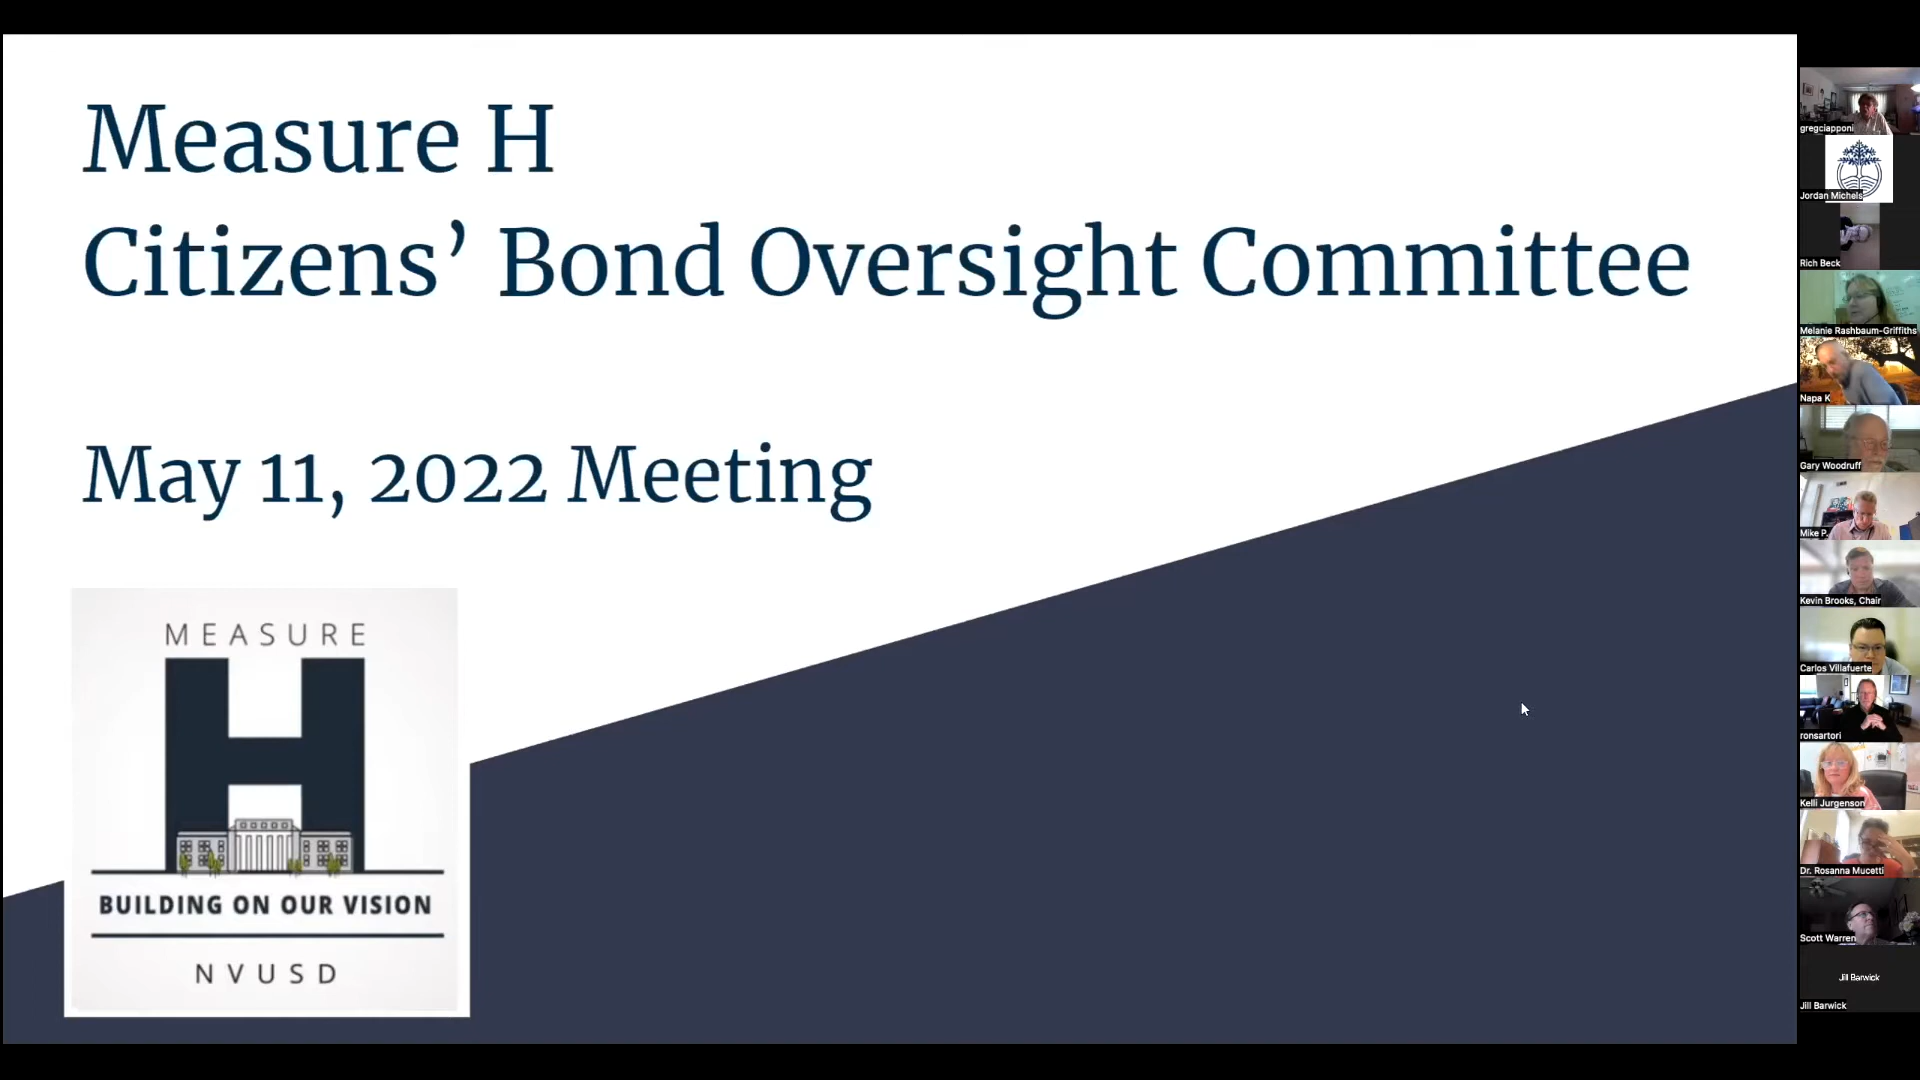 Measure H
Citizens’ Bond Oversight Committee
May 11, 2022 Meeting
MEASURE
H
BUILDING ON OUR VISION
NVUSD
gregciapponi
Jordan Michels
Rich Beck
Melanie Rashbaum-Griffiths
Napa K
Gary Woodruff
Mike P.
Kevin Brooks, Chair
Carlos Villafuerte
ronsartori
Kelli Jurgenson
Dr. Rosanna Mucetti
Scott Warren
Jill Barwick
Jill Barwick